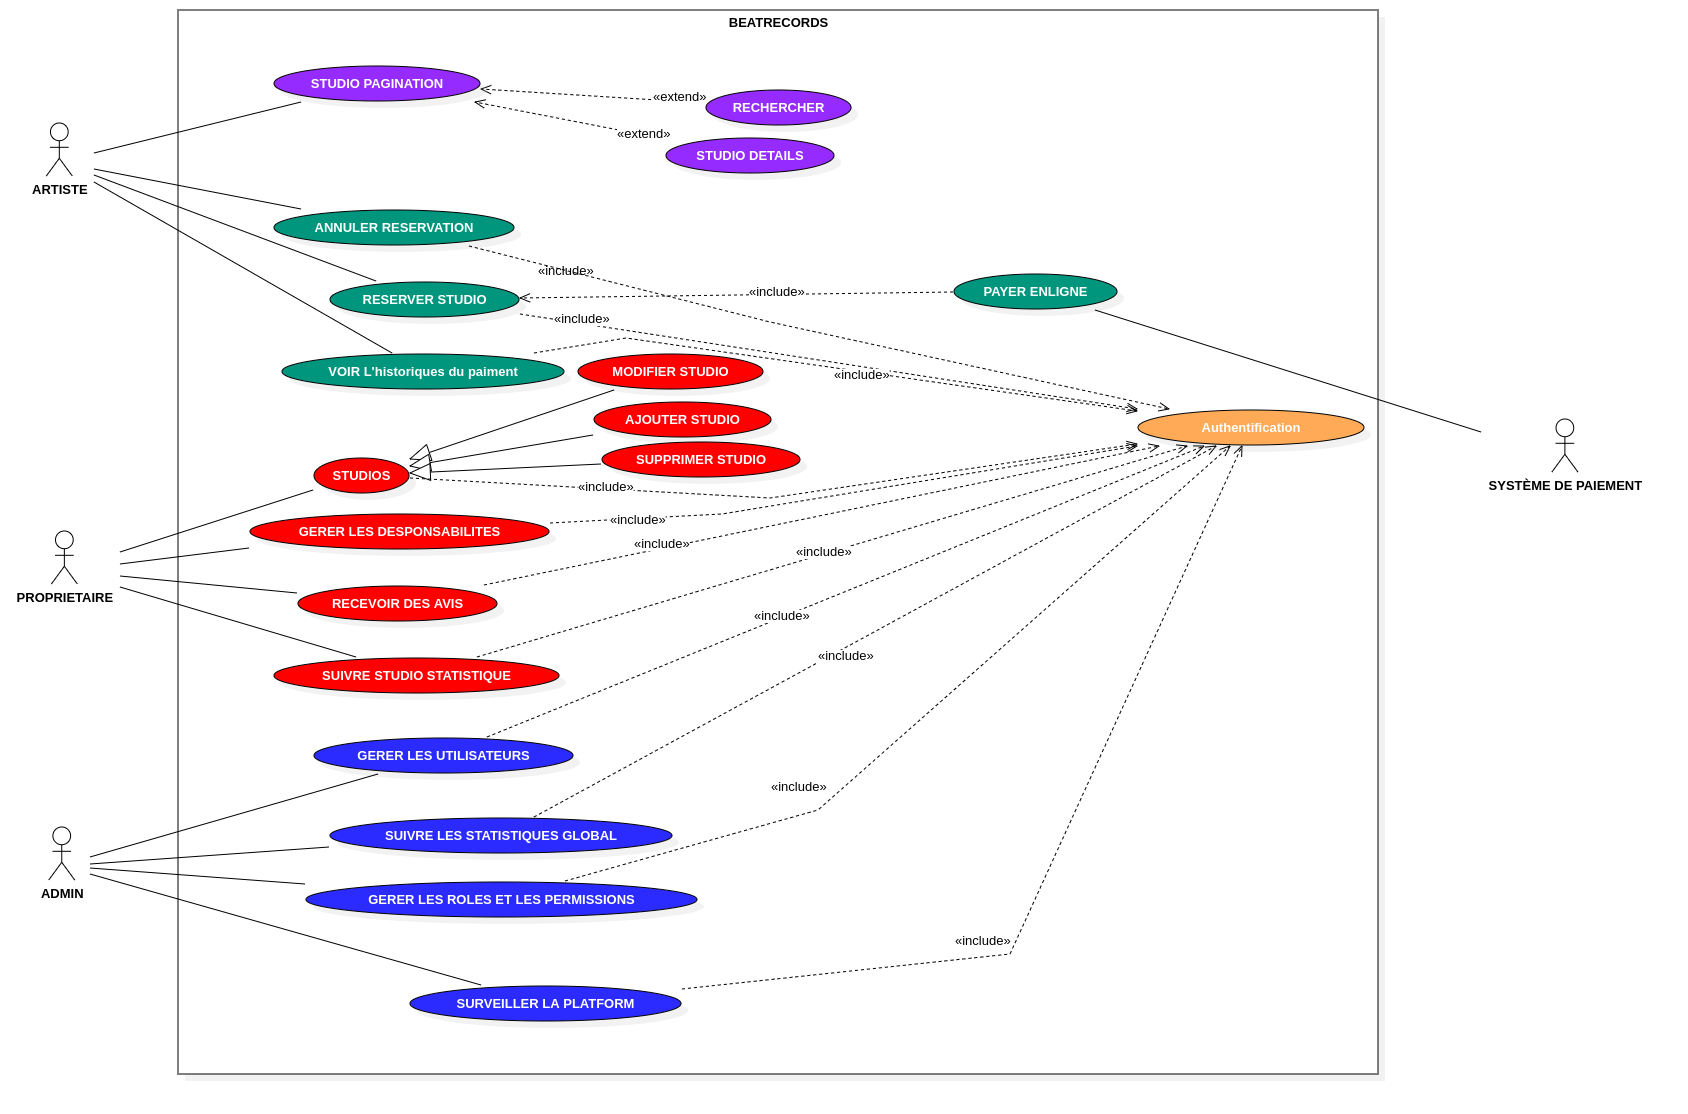 BEATRECORDS
STUDIO PAGINATION
«extend»
RECHERCHER
«extend»
STUDIO DETAILS
ARTISTE
ANNULER RESERVATION
«include»
RESERVER STUDIO
«include»
PAYER ENLIGNE
«include»
VOIR L'historiques du paiment
MODIFIER STUDIO
«include»
AJOUTER STUDIO
Authentification
SUPPRIMER STUDIO
STUDIOS
«include»
SYSTÈME DE PAIEMENT
GERER LES DESPONSABILITES
«include»
«include»
«include»
PROPRIETAIRE
RECEVOIR DES AVIS
«include»
«include»
SUIVRE STUDIO STATISTIQUE
GERER LES UTILISATEURS
«include»
SUIVRE LES STATISTIQUES GLOBAL
ADMIN
GERER LES ROLES ET LES PERMISSIONS
«include»
SURVEILLER LA PLATFORM